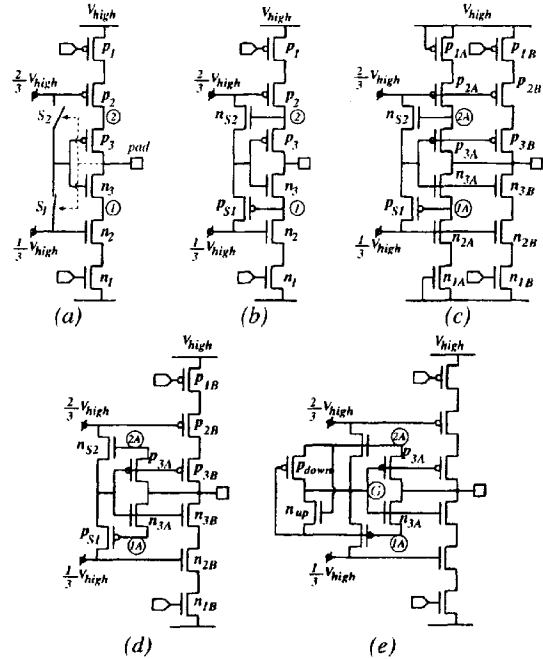 V_high V_high V_high
p_1 p_1 p_1A p_1B
2/3 V_high 2/3 V_high 2/3 V_high
p_2 p_2 p_2A p_2B
S_2 ② n_S2 ② n_S2 ②A
p_3 pad p_3 p_3A p_3B
n_3 n_3 n_3A n_3B
S_1 ① p_S1 ① p_S1 ①A
1/3 V_high n_2 1/3 V_high n_2 1/3 V_high n_2A n_2B
n_1 n_1 n_1A n_1B
(a) (b) (c)
V_high V_high
p_1B
2/3 V_high p_2B 2/3 V_high
n_S2 2A 2A
p_3A p_3B p_down p_3A
G
n_3A n_3B n_up n_3A
p_S1 1A 1A
1/3 V_high n_2B 1/3 V_high
n_1B
(d) (e)